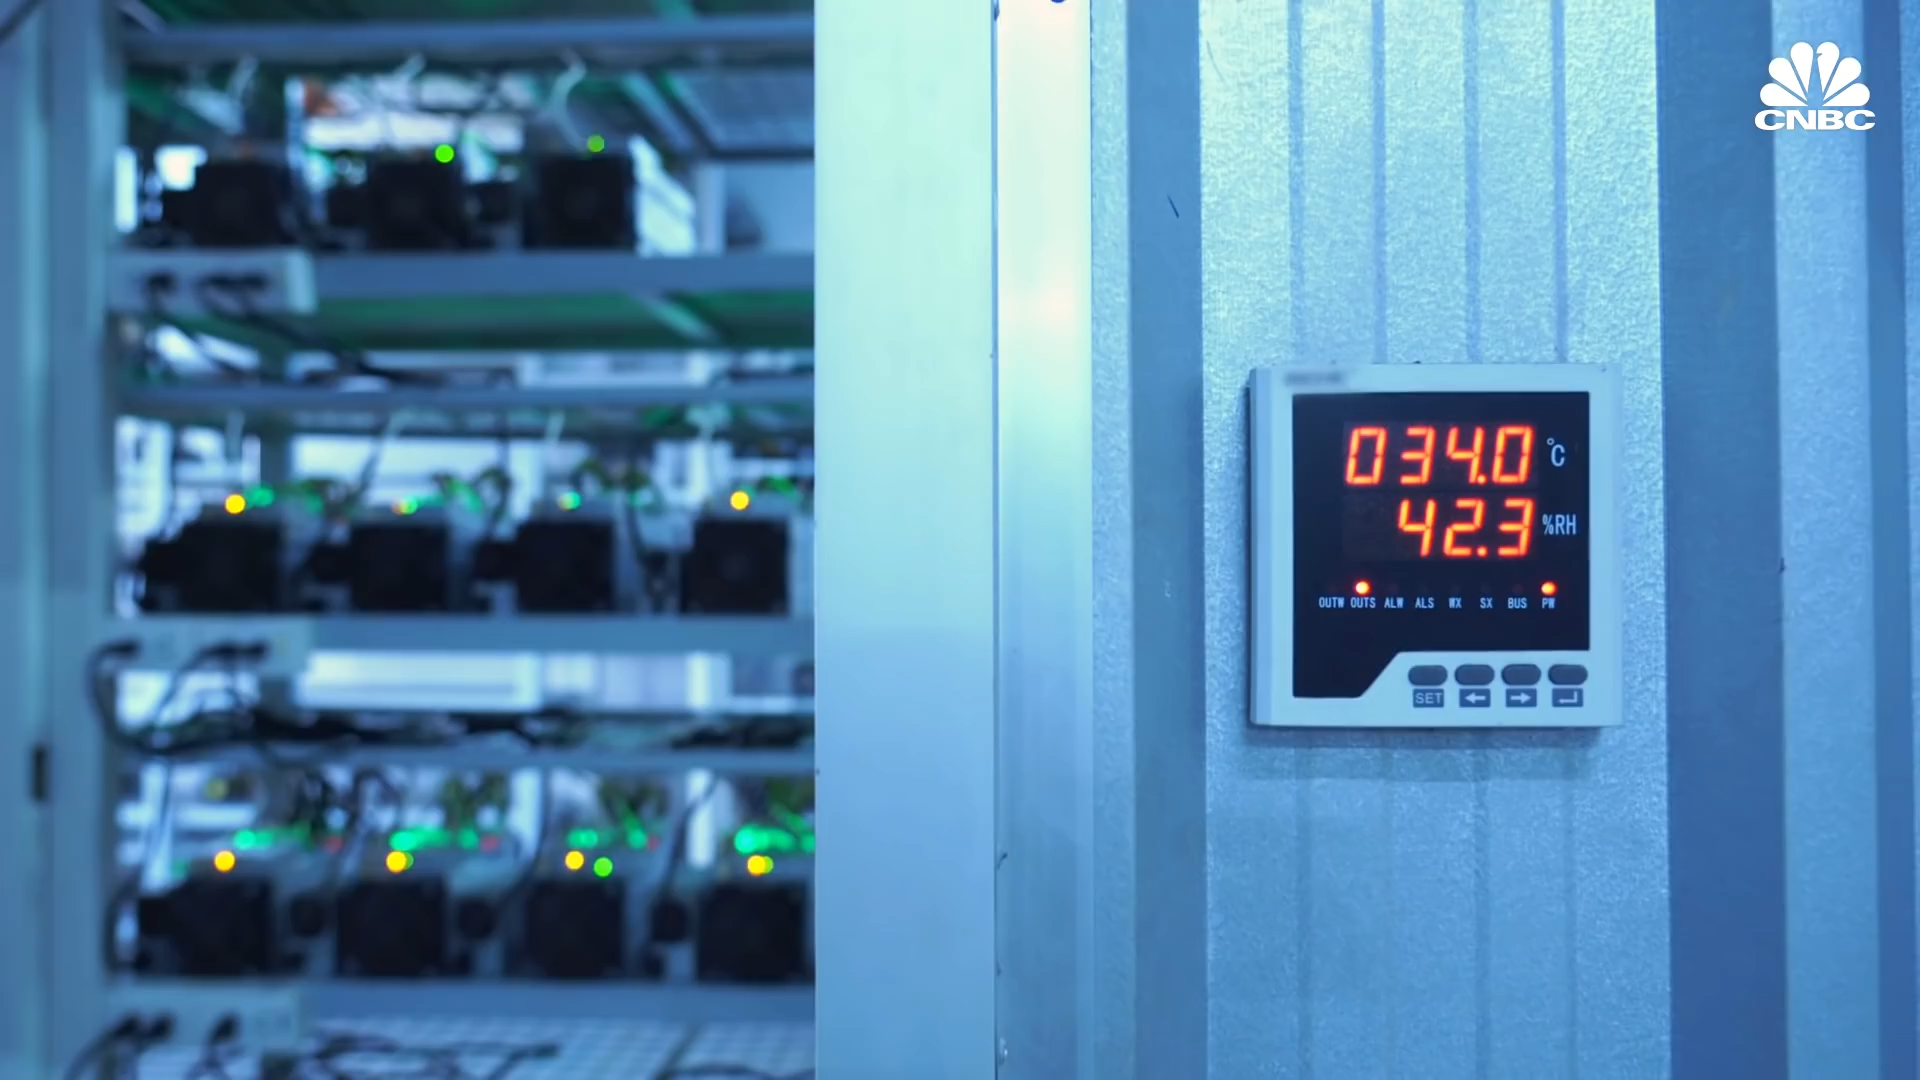 CNBC
034.0 °C
42.3 %RH
OUTW OUTS ALW ALS WX SX BUS PW
SET